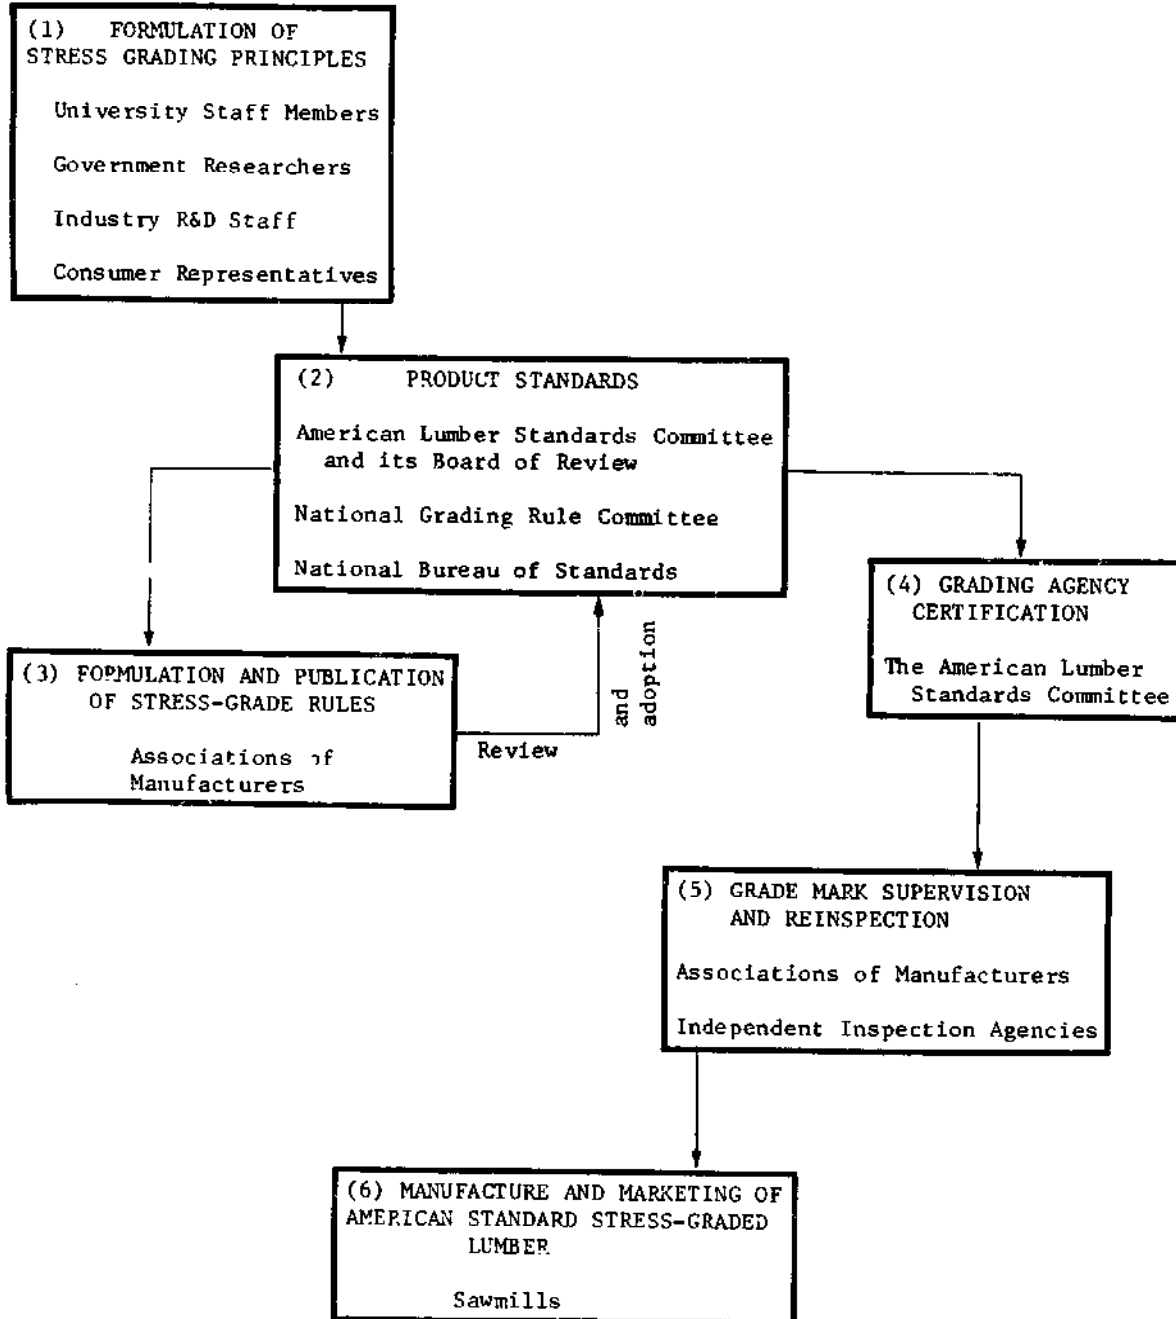 (1) FORMULATION OF
STRESS GRADING PRINCIPLES
University Staff Members
Government Researchers
Industry R&D Staff
Consumer Representatives
(2) PRODUCT STANDARDS
American Lumber Standards Committee
and its Board of Review
National Grading Rule Committee
National Bureau of Standards
(3) FORMULATION AND PUBLICATION
OF STRESS-GRADE RULES
Associations of
Manufacturers
Review
and
adoption
(4) GRADING AGENCY
CERTIFICATION
The American Lumber
Standards Committee
(5) GRADE MARK SUPERVISION
AND REINSPECTION
Associations of Manufacturers
Independent Inspection Agencies
(6) MANUFACTURE AND MARKETING OF
AMERICAN STANDARD STRESS-GRADED
LUMBER
Sawmills